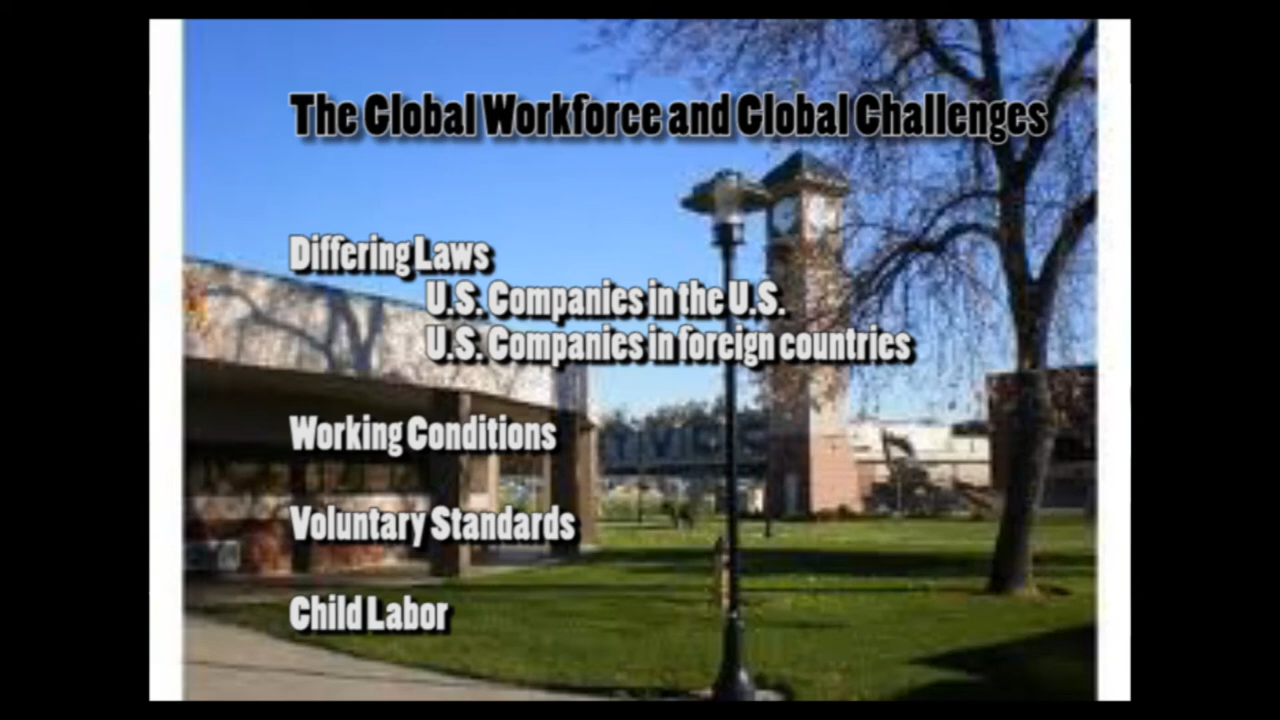 The Global Workforce and Global Challenges
Differing Laws
U.S. Companies in the U.S.
U.S. Companies in foreign countries
Working Conditions
Voluntary Standards
Child Labor